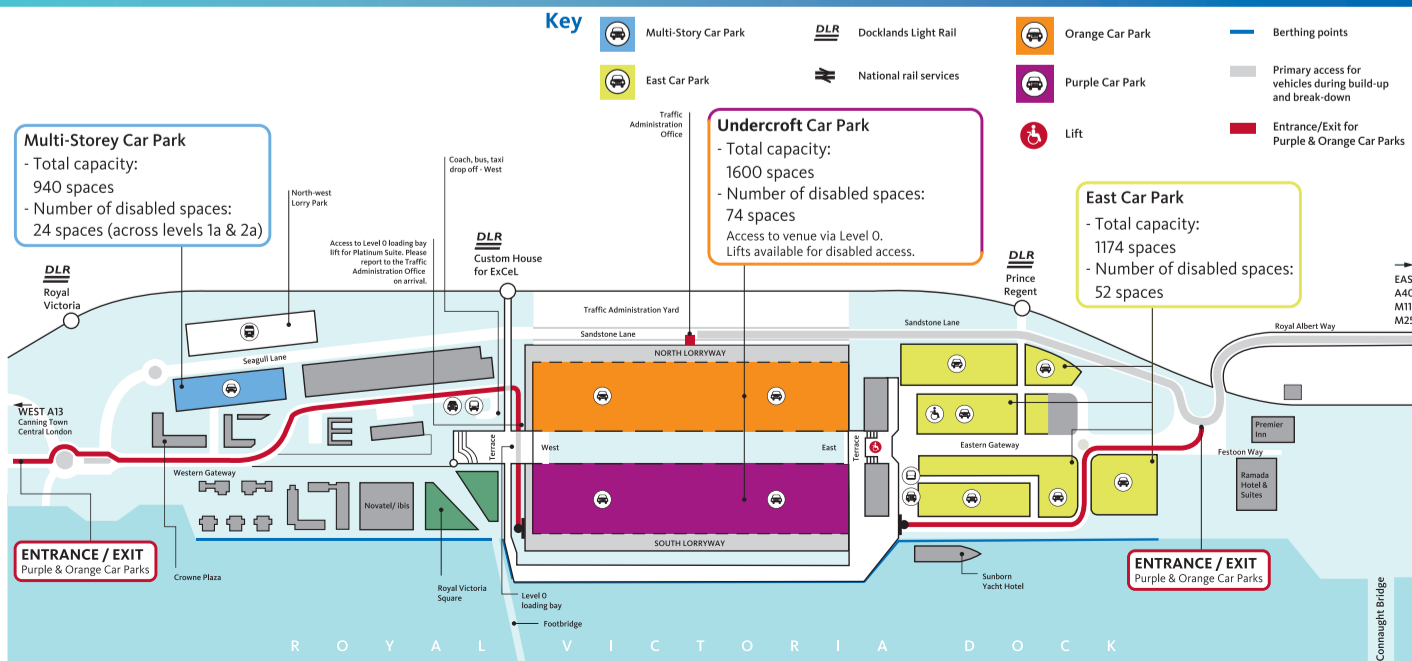 Key
Multi-Story Car Park
East Car Park
DLR
Docklands Light Rail
National rail services
Orange Car Park
Purple Car Park
Lift
Berthing points
Primary access for
vehicles during build-up
and break-down
Entrance/Exit for
Purple & Orange Car Parks
Multi-Storey Car Park
- Total capacity:
940 spaces
- Number of disabled spaces:
24 spaces (across levels 1a & 2a)
North-west
Lorry Park
Coach, bus, taxi
drop off - West
Access to Level 0 loading bay
lift for Platinum Suite. Please
report to the Traffic
Administration Office
on arrival.
Traffic
Administration
Office
Undercroft Car Park
- Total capacity:
1600 spaces
- Number of disabled spaces:
74 spaces
Access to venue via Level 0.
Lifts available for disabled access.
East Car Park
- Total capacity:
1174 spaces
- Number of disabled spaces:
52 spaces
DLR
Royal
Victoria
DLR
Custom House
for ExCeL
DLR
Prince
Regent
EAS
A40
M11
M25
Royal Albert Way
Traffic Administration Yard
Sandstone Lane
Sandstone Lane
Seagull Lane
NORTH LORRYWAY
WEST A13
Canning Town
Central London
Terrace
West
East
Terrace
Eastern Gateway
Premier
Inn
Festoon Way
Ramada
Hotel &
Suites
Western Gateway
Novatel/ ibis
SOUTH LORRYWAY
ENTRANCE / EXIT
Purple & Orange Car Parks
Crowne Plaza
Royal Victoria
Square
Level 0
loading bay
Footbridge
Sunborn
Yacht Hotel
ENTRANCE / EXIT
Purple & Orange Car Parks
Connaught Bridge
ROYAL VICTORIA DOCK